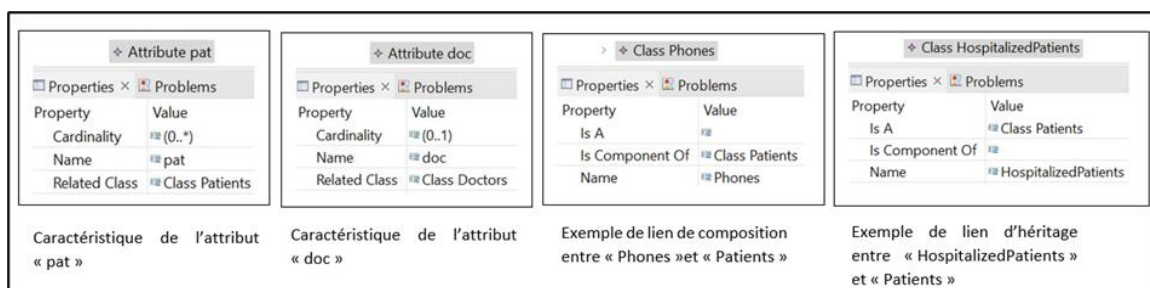 Attribute pat
Properties × Problems
Property Value
Cardinality (0..*)
Name pat
Related Class Class Patients
Caractéristique de l'attribut
« pat »
Attribute doc
Properties × Problems
Property Value
Cardinality (0..1)
Name doc
Related Class Class Doctors
Caractéristique de l'attribut
« doc »
> Class Phones
Properties × Problems
Property Value
Is A
Is Component Of Class Patients
Name Phones
Exemple de lien de composition
entre « Phones »et « Patients »
Class HospitalizedPatients
Properties × Problems
Property Value
Is A Class Patients
Is Component Of
Name HospitalizedPatients
Exemple de lien d'héritage
entre « HospitalizedPatients »
et « Patients »